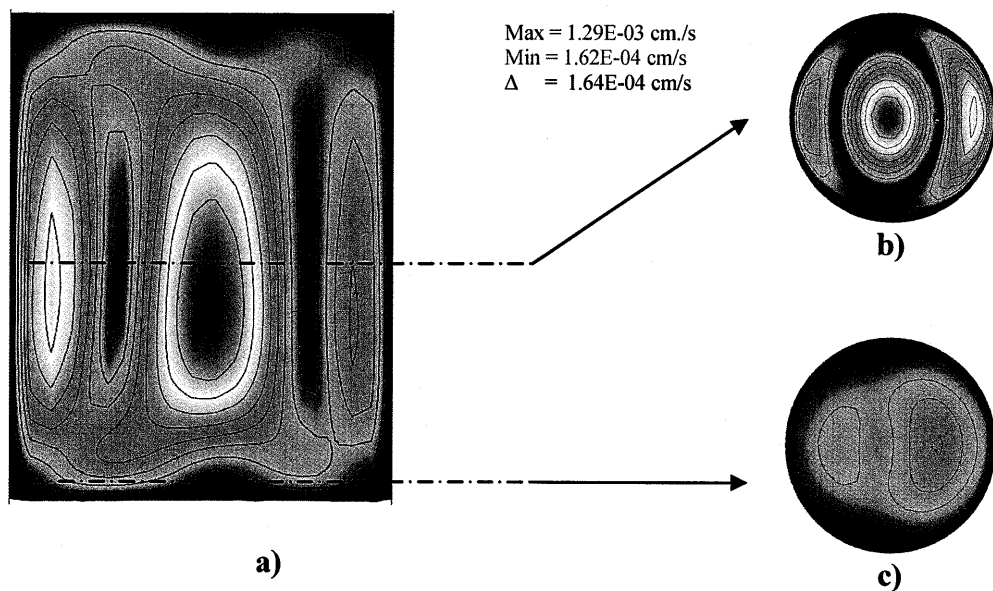 Max = 1.29E-03 cm./s
Min = 1.62E-04 cm/s
Δ = 1.64E-04 cm/s
b)
a)
c)